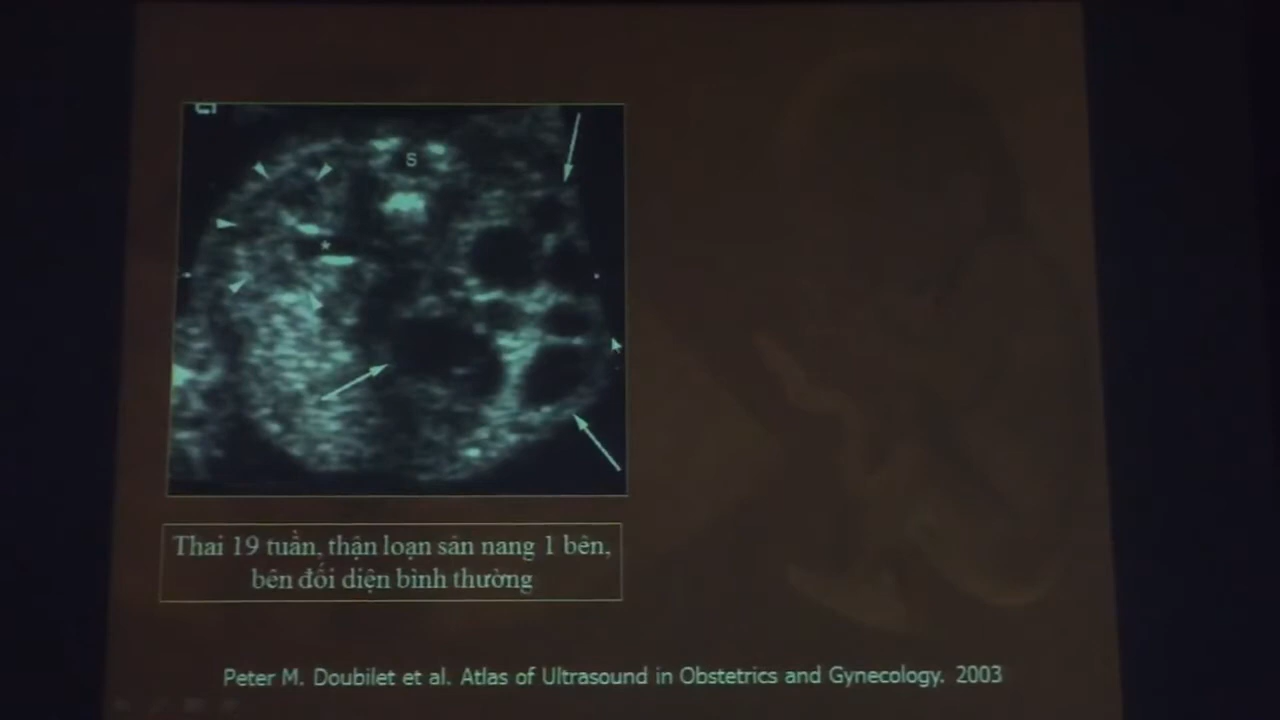 S
*
Thai 19 tuần, thận loạn sản nang 1 bên,
bên đối diện bình thường
Peter M. Doubilet et al. Atlas of Ultrasound in Obstetrics and Gynecology. 2003